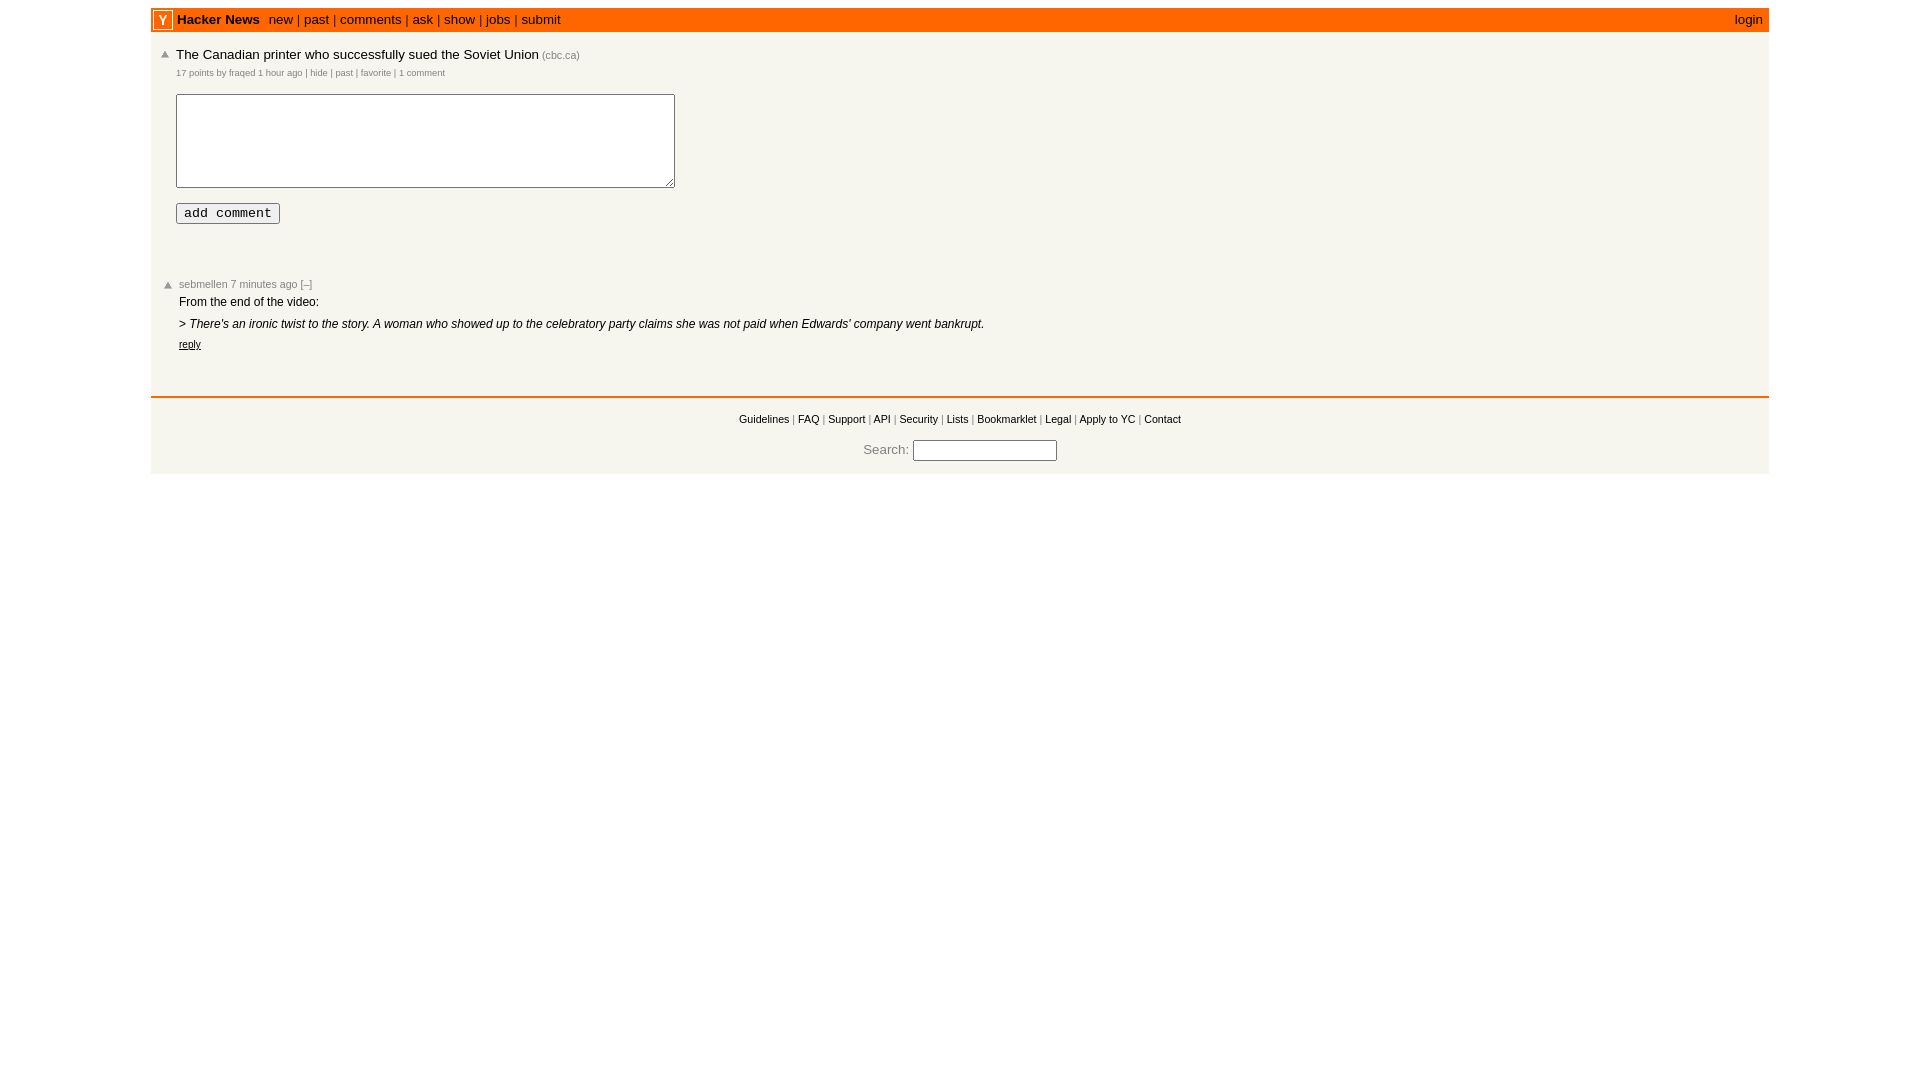 Y Hacker News new | past | comments | ask | show | jobs | submit login
The Canadian printer who successfully sued the Soviet Union (cbc.ca)
17 points by fraqed 1 hour ago | hide | past | favorite | 1 comment
add comment
sebmellen 7 minutes ago [–]
From the end of the video:
> There's an ironic twist to the story. A woman who showed up to the celebratory party claims she was not paid when Edwards' company went bankrupt.
reply
Guidelines | FAQ | Support | API | Security | Lists | Bookmarklet | Legal | Apply to YC | Contact
Search: